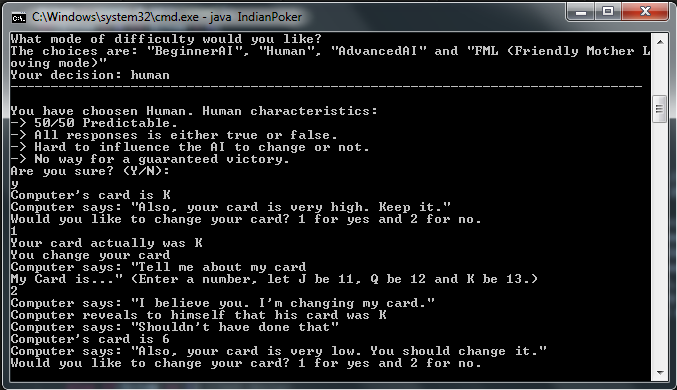 C:\Windows\system32\cmd.exe - java  IndianPoker
What mode of difficulty would you like?
The choices are: "BeginnerAI", "Human", "AdvancedAI" and "FML (Friendly Mother L
oving mode)"
Your decision: human
-------------------------------------------------------------------------------
You have choosen Human. Human characteristics:
-> 50/50 Predictable.
-> All responses is either true or false.
-> Hard to influence the AI to change or not.
-> No way for a guaranteed victory.
Are you sure? (Y/N):
y
Computer's card is K
Computer says: "Also, your card is very high. Keep it."
Would you like to change your card? 1 for yes and 2 for no.
1
Your card actually was K
You change your card
Computer says: "Tell me about my card
My Card is..." (Enter a number, let J be 11, Q be 12 and K be 13.)
2
Computer says: "I believe you. I'm changing my card."
Computer reveals to himself that his card was K
Computer says: "Shouldn't have done that"
Computer's card is 6
Computer says: "Also, your card is very low. You should change it."
Would you like to change your card? 1 for yes and 2 for no.